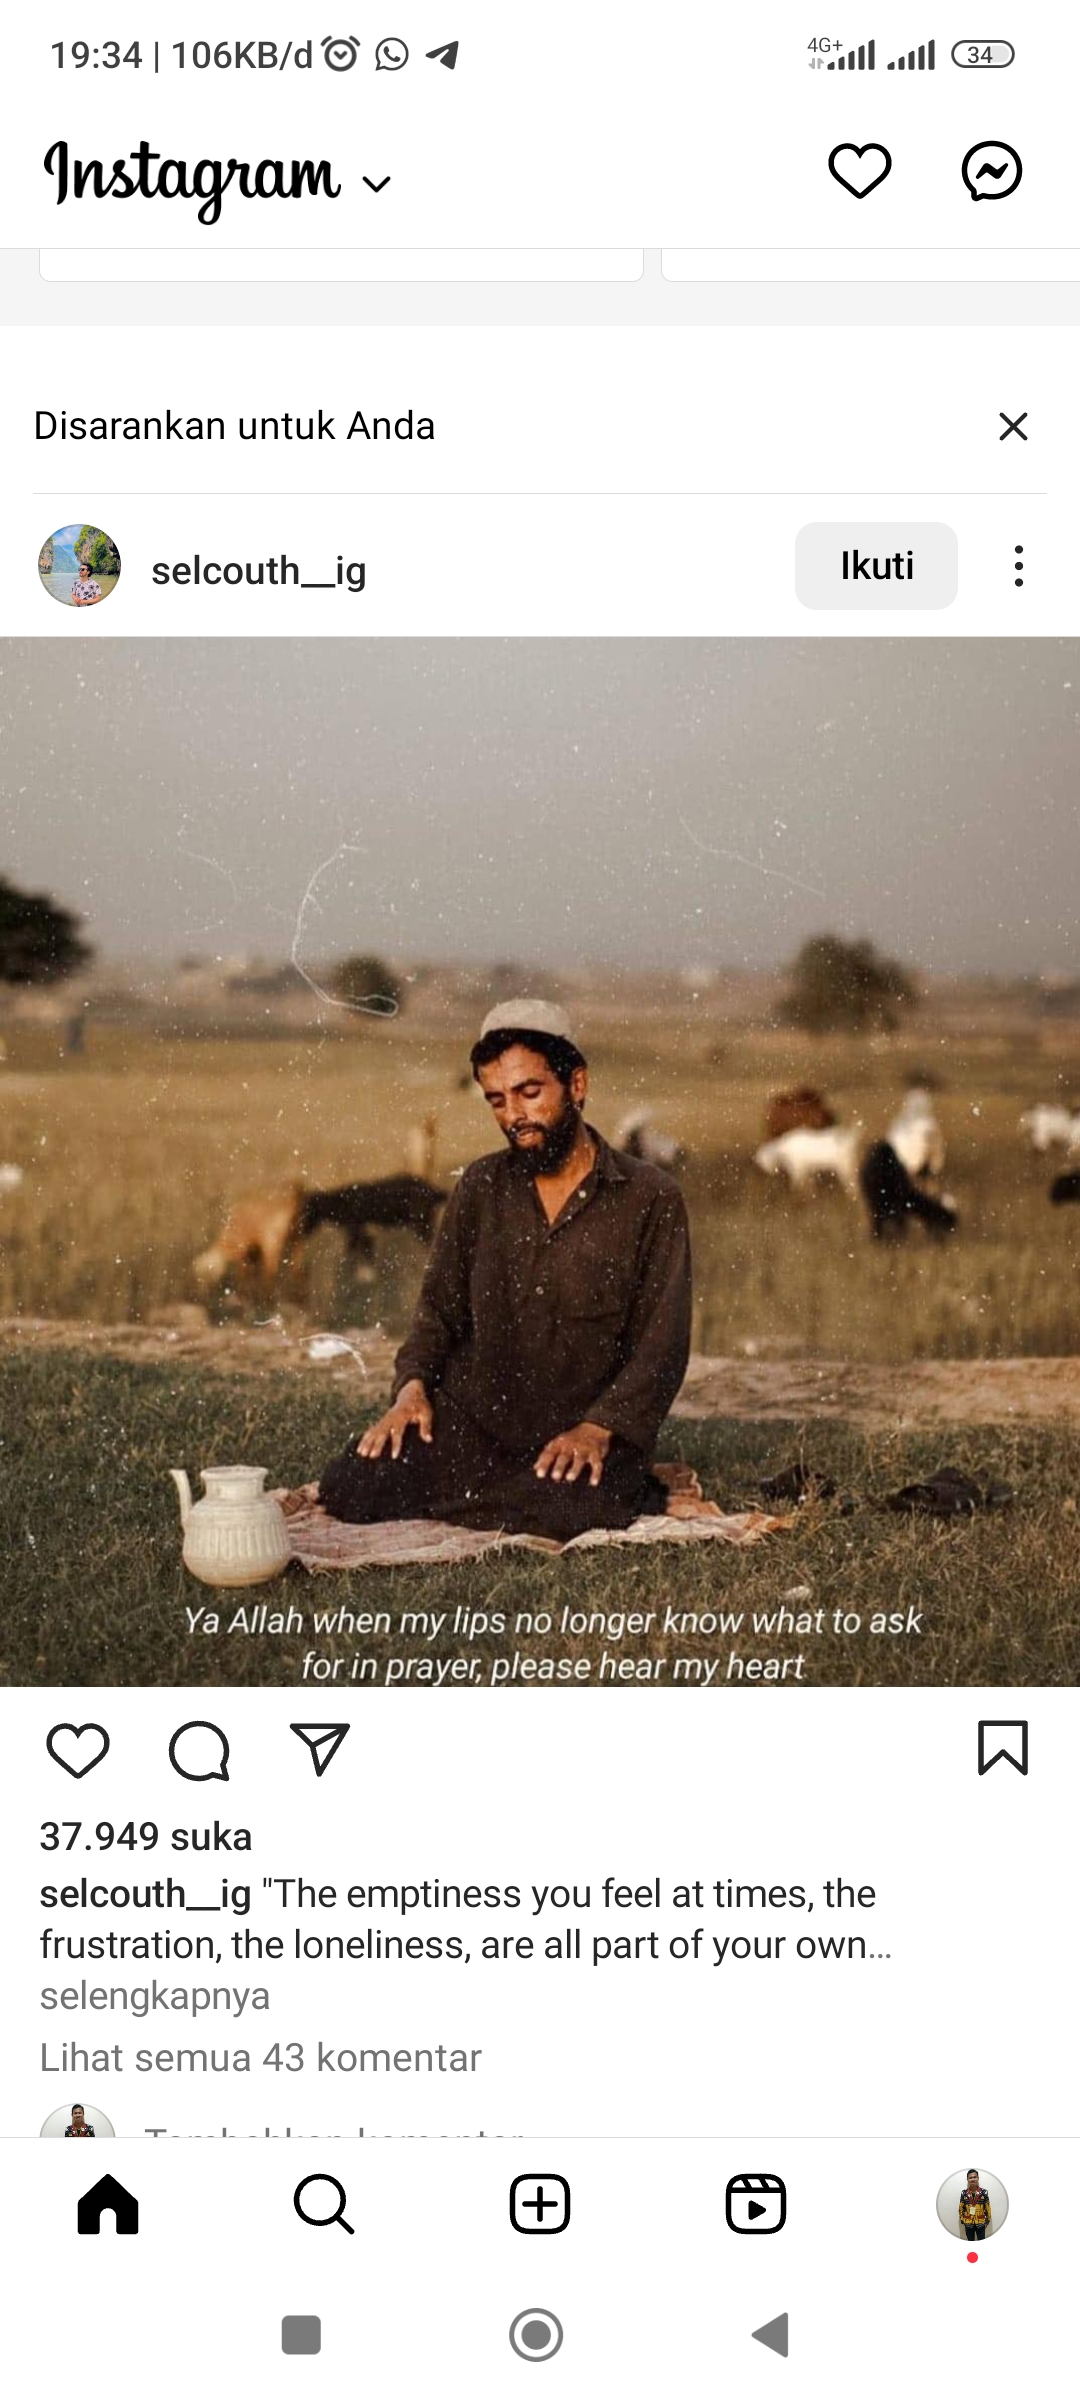 19:34 | 106KB/d
4G+
34
Instagram
Disarankan untuk Anda
selcouth__ig
Ikuti
Ya Allah when my lips no longer know what to ask
for in prayer, please hear my heart
37.949 suka
selcouth__ig "The emptiness you feel at times, the
frustration, the loneliness, are all part of your own...
selengkapnya
Lihat semua 43 komentar
Tambahkan komentar